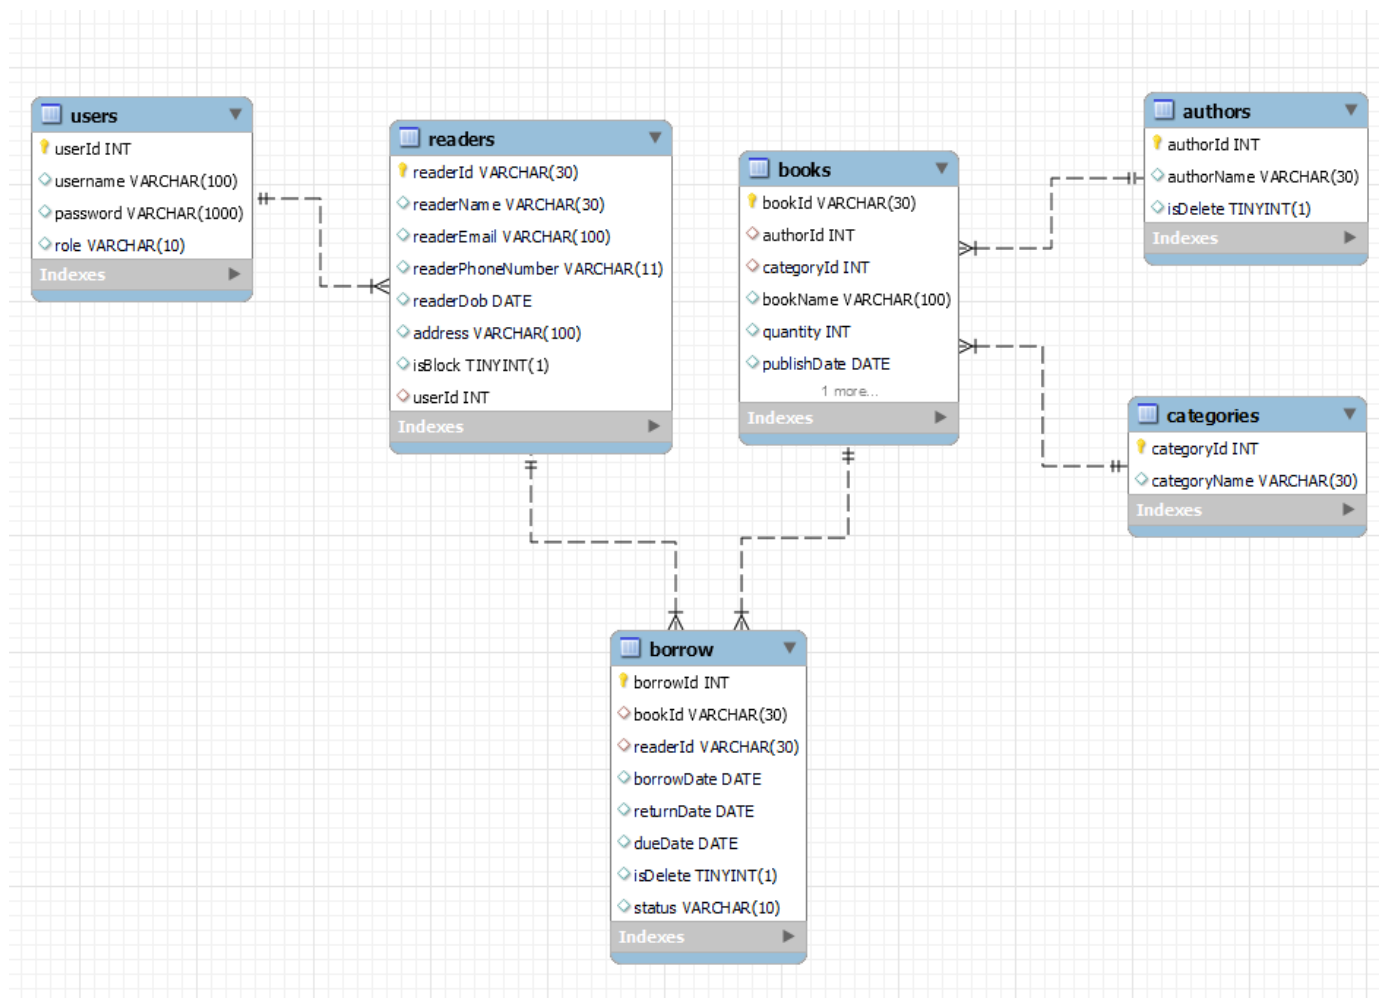 users
userId INT
username VARCHAR(100)
password VARCHAR(1000)
role VARCHAR(10)
Indexes
readers
readerId VARCHAR(30)
readerName VARCHAR(30)
readerEmail VARCHAR(100)
readerPhoneNumber VARCHAR(11)
readerDob DATE
address VARCHAR(100)
isBlock TINYINT(1)
userId INT
Indexes
books
bookId VARCHAR(30)
authorId INT
categoryId INT
bookName VARCHAR(100)
quantity INT
publishDate DATE
1 more...
Indexes
authors
authorId INT
authorName VARCHAR(30)
isDelete TINYINT(1)
Indexes
categories
categoryId INT
categoryName VARCHAR(30)
Indexes
borrow
borrowId INT
bookId VARCHAR(30)
readerId VARCHAR(30)
borrowDate DATE
returnDate DATE
dueDate DATE
isDelete TINYINT(1)
status VARCHAR(10)
Indexes